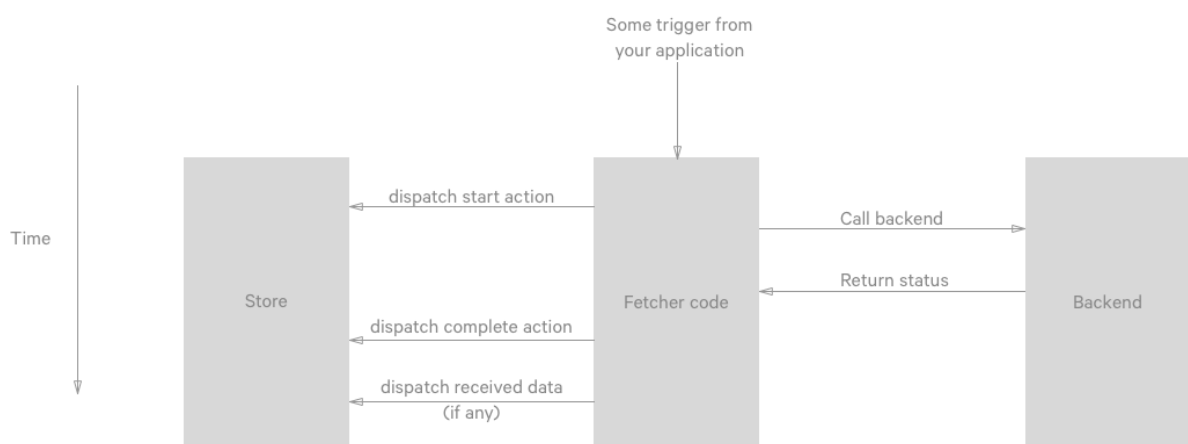 Some trigger from
your application
dispatch start action
Call backend
Time
Return status
Store
Fetcher code
Backend
dispatch complete action
dispatch received data
(if any)